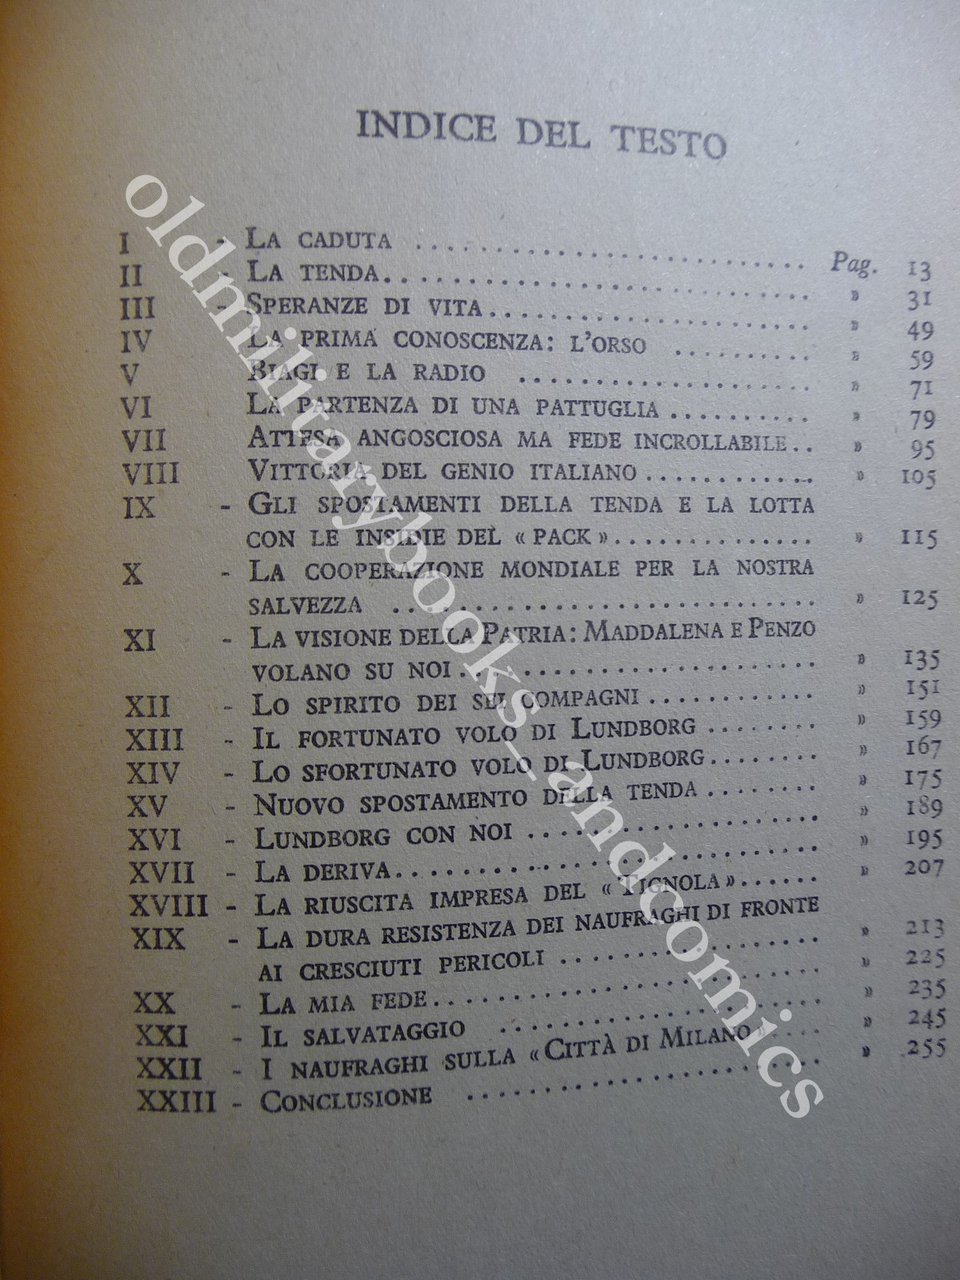 INDICE DEL TESTO
I - La caduta .......................... Pag. 13
II - La tenda .......................... » 31
III - Speranze di vita .................... » 49
IV - La prima conoscenza: l'orso .......... » 59
V - Biagi e la radio .................... » 71
VI - La partenza di una pattuglia .......... » 79
VII - Attesa angosciosa ma fede incrollabile .. » 95
VIII - Vittoria del genio italiano ............ » 105
IX - Gli spostamenti della tenda e la lotta
con le insidie del « pack » .............. » 115
X - La cooperazione mondiale per la nostra
salvezza .............................. » 125
XI - La visione della Patria: Maddalena e Penzo
volano su noi ........................ » 135
XII - Lo spirito dei sei compagni ............ » 151
XIII - Il fortunato volo di Lundborg ........ » 159
XIV - Lo sfortunato volo di Lundborg ........ » 167
XV - Nuovo spostamento della tenda ........ » 175
XVI - Lundborg con noi .................... » 189
XVII - La deriva .......................... » 195
XVIII - La riuscita impresa del « Tignola » ...... » 207
XIX - La dura resistenza dei naufraghi di fronte
ai cresciuti pericoli .................. » 213
XX - La mia fede .......................... » 225
XXI - Il salvataggio ...................... » 235
XXII - I naufraghi sulla « Città di Milano » .... » 245
XXIII - Conclusione ........................ » 255
oldmilitarybooks_andcomics